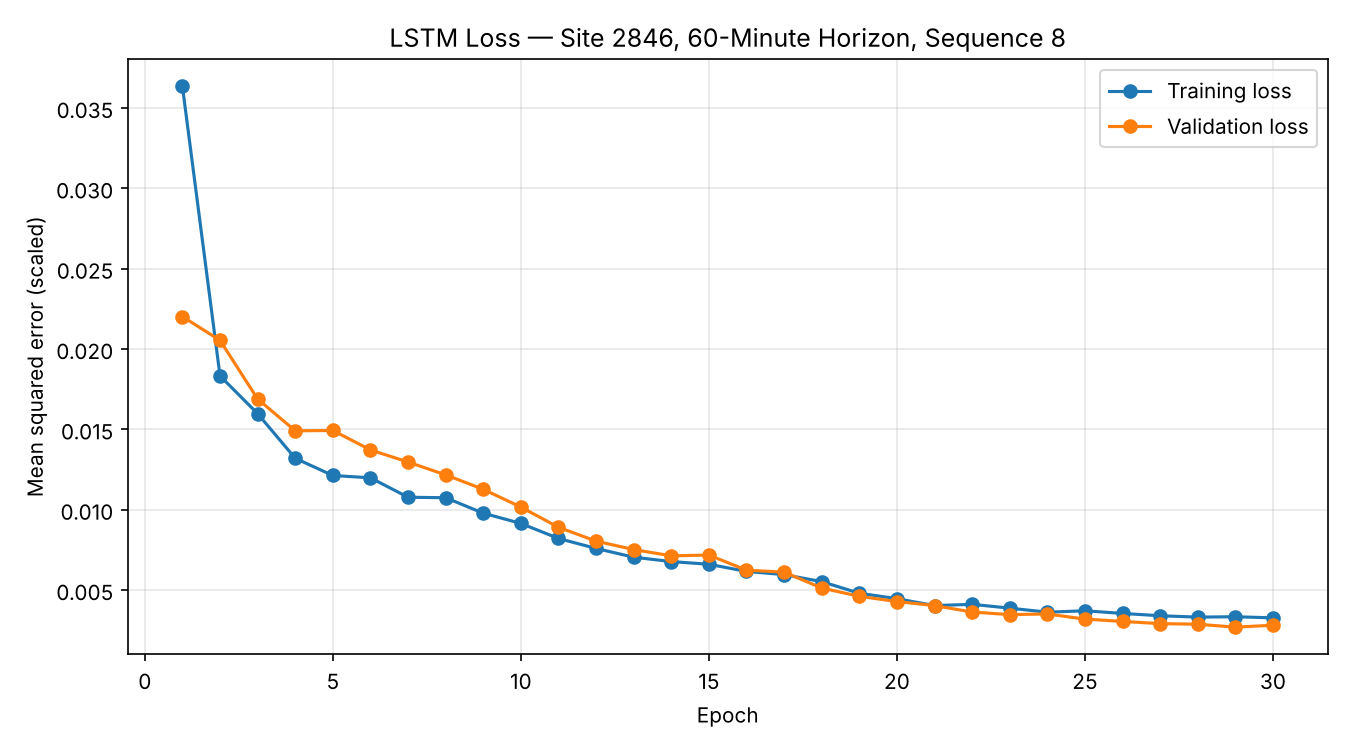 LSTM Loss — Site 2846, 60-Minute Horizon, Sequence 8
Training loss
Validation loss
Mean squared error (scaled)
0.035
0.030
0.025
0.020
0.015
0.010
0.005
0 5 10 15 20 25 30
Epoch